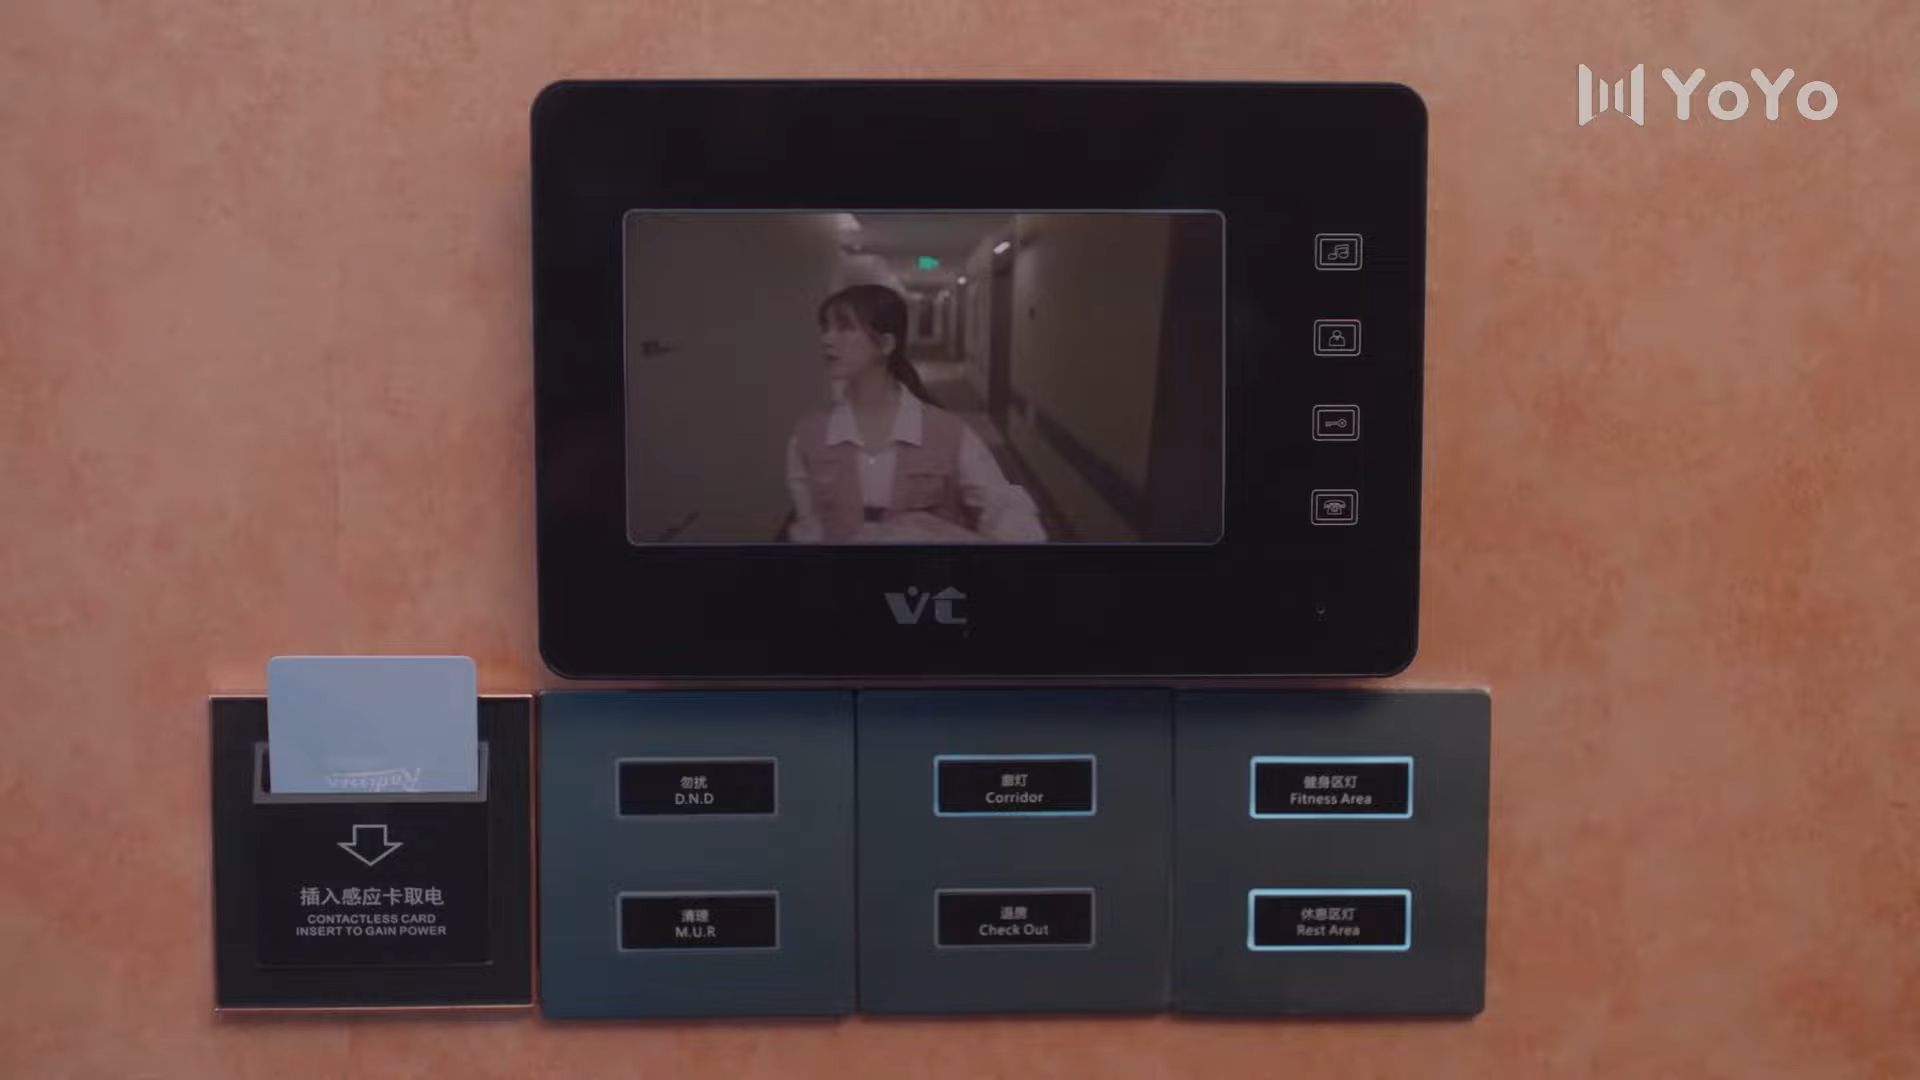 YoYo
vt
勿扰
D.N.D
廊灯
Corridor
健身区灯
Fitness Area
清理
M.U.R
退房
Check Out
休息区灯
Rest Area
插入感应卡取电
CONTACTLESS CARD
INSERT TO GAIN POWER